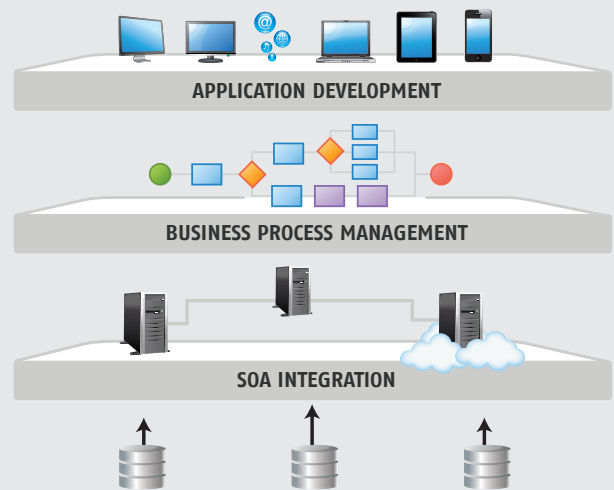 @
APPLICATION DEVELOPMENT
BUSINESS PROCESS MANAGEMENT
SOA INTEGRATION